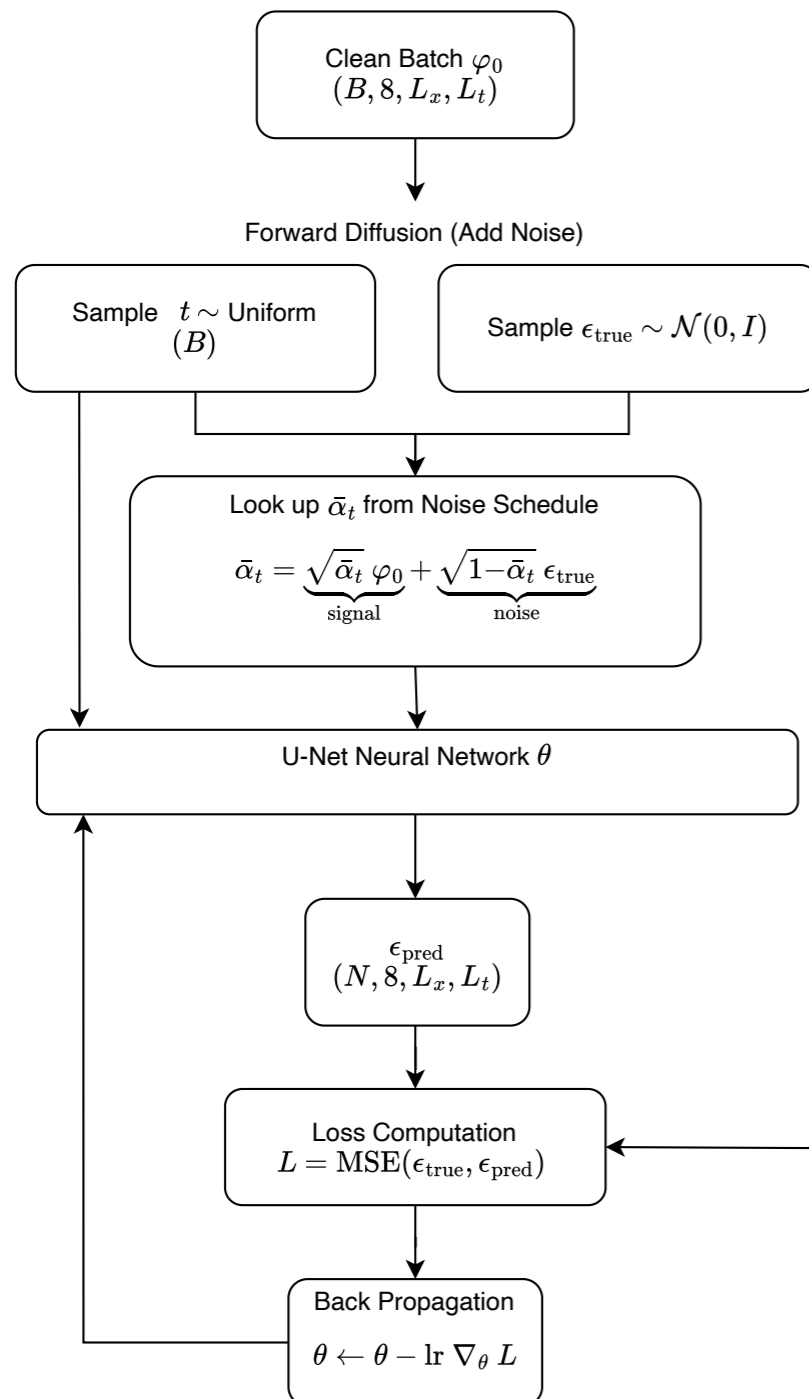 Clean Batch φ₀
(B, 8, Lₓ, Lₜ)
Forward Diffusion (Add Noise)
Sample t ∼ Uniform
(B)
Sample ϵ_true ∼ 𝒩(0, I)
Look up ᾱₜ from Noise Schedule
ᾱₜ = √ᾱₜ φ₀ + √1−ᾱₜ ϵ_true
signal noise
U-Net Neural Network θ
ϵ_pred
(N, 8, Lₓ, Lₜ)
Loss Computation
L = MSE(ϵ_true, ϵ_pred)
Back Propagation
θ ← θ − lr ∇_θ L